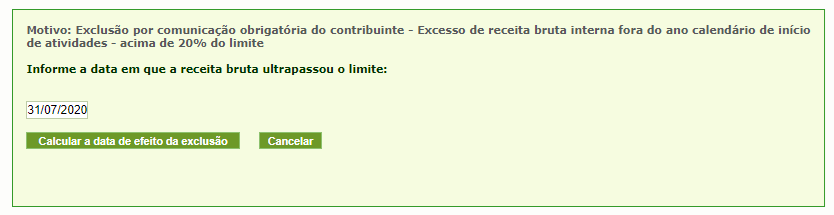 Motivo: Exclusão por comunicação obrigatória do contribuinte - Excesso de receita bruta interna fora do ano calendário de início
de atividades - acima de 20% do limite
Informe a data em que a receita bruta ultrapassou o limite:
31/07/2020
Calcular a data de efeito da exclusão Cancelar